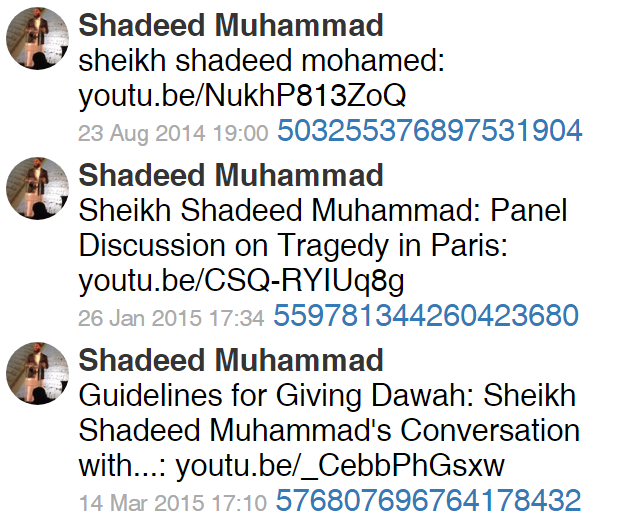 Shadeed Muhammad
sheikh shadeed mohamed:
youtu.be/NukhP813ZoQ
23 Aug 2014 19:00 503255376897531904
Shadeed Muhammad
Sheikh Shadeed Muhammad: Panel
Discussion on Tragedy in Paris:
youtu.be/CSQ-RYIUq8g
26 Jan 2015 17:34 559781344260423680
Shadeed Muhammad
Guidelines for Giving Dawah: Sheikh
Shadeed Muhammad's Conversation
with...: youtu.be/_CebbPhGsxw
14 Mar 2015 17:10 576807696764178432